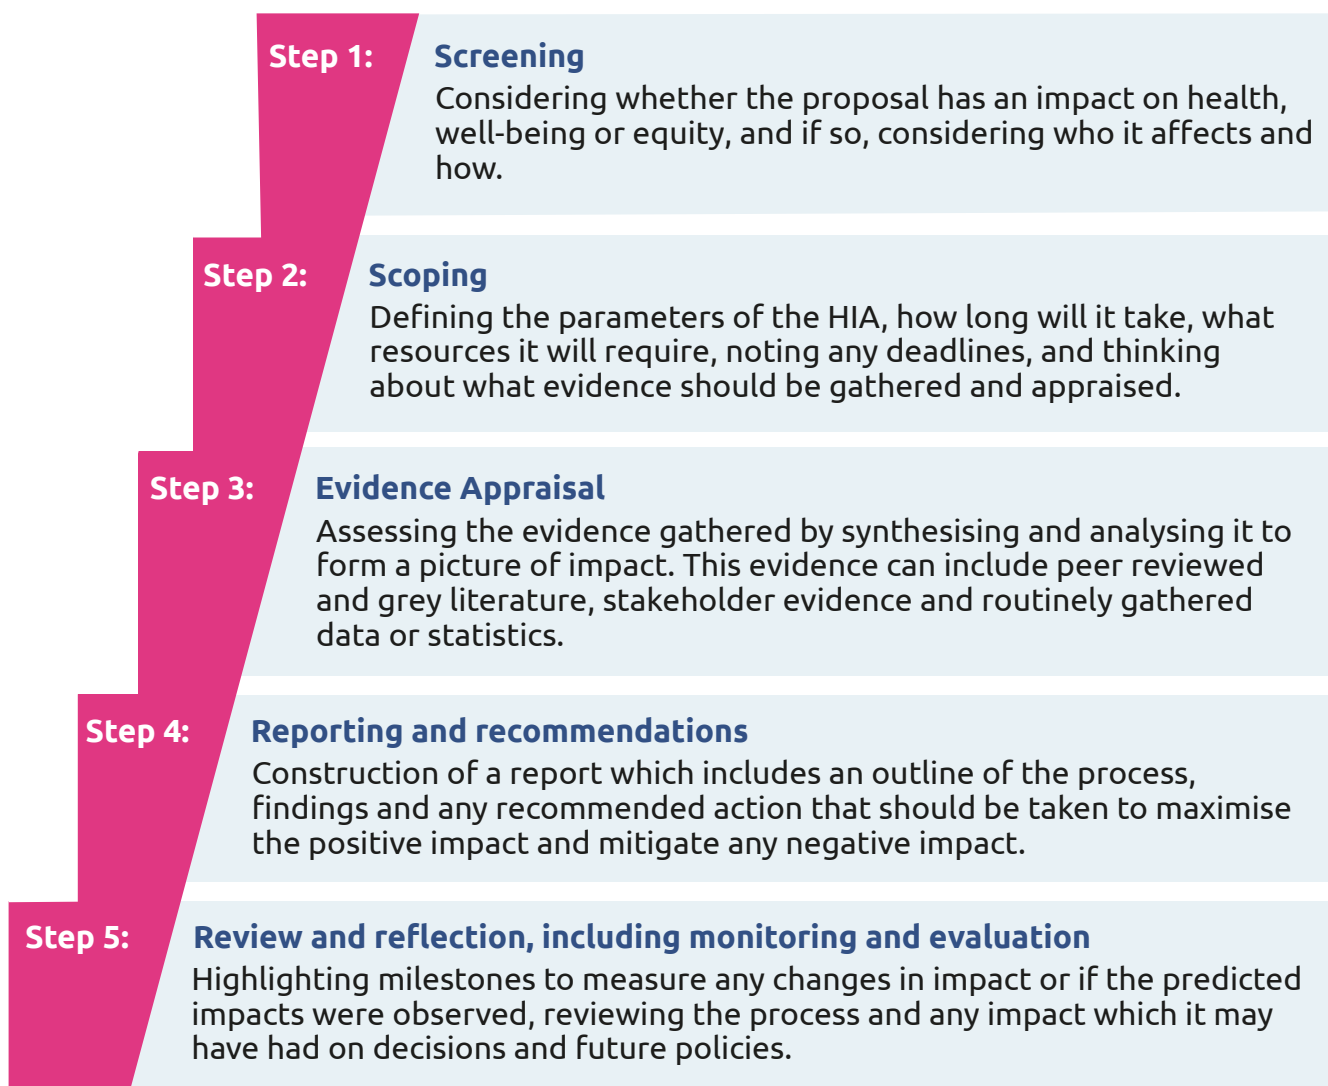 Step 1:
Screening
Considering whether the proposal has an impact on health,
well-being or equity, and if so, considering who it affects and
how.
Step 2:
Scoping
Defining the parameters of the HIA, how long will it take, what
resources it will require, noting any deadlines, and thinking
about what evidence should be gathered and appraised.
Step 3:
Evidence Appraisal
Assessing the evidence gathered by synthesising and analysing it to
form a picture of impact. This evidence can include peer reviewed
and grey literature, stakeholder evidence and routinely gathered
data or statistics.
Step 4:
Reporting and recommendations
Construction of a report which includes an outline of the process,
findings and any recommended action that should be taken to maximise
the positive impact and mitigate any negative impact.
Step 5:
Review and reflection, including monitoring and evaluation
Highlighting milestones to measure any changes in impact or if the predicted
impacts were observed, reviewing the process and any impact which it may
have had on decisions and future policies.